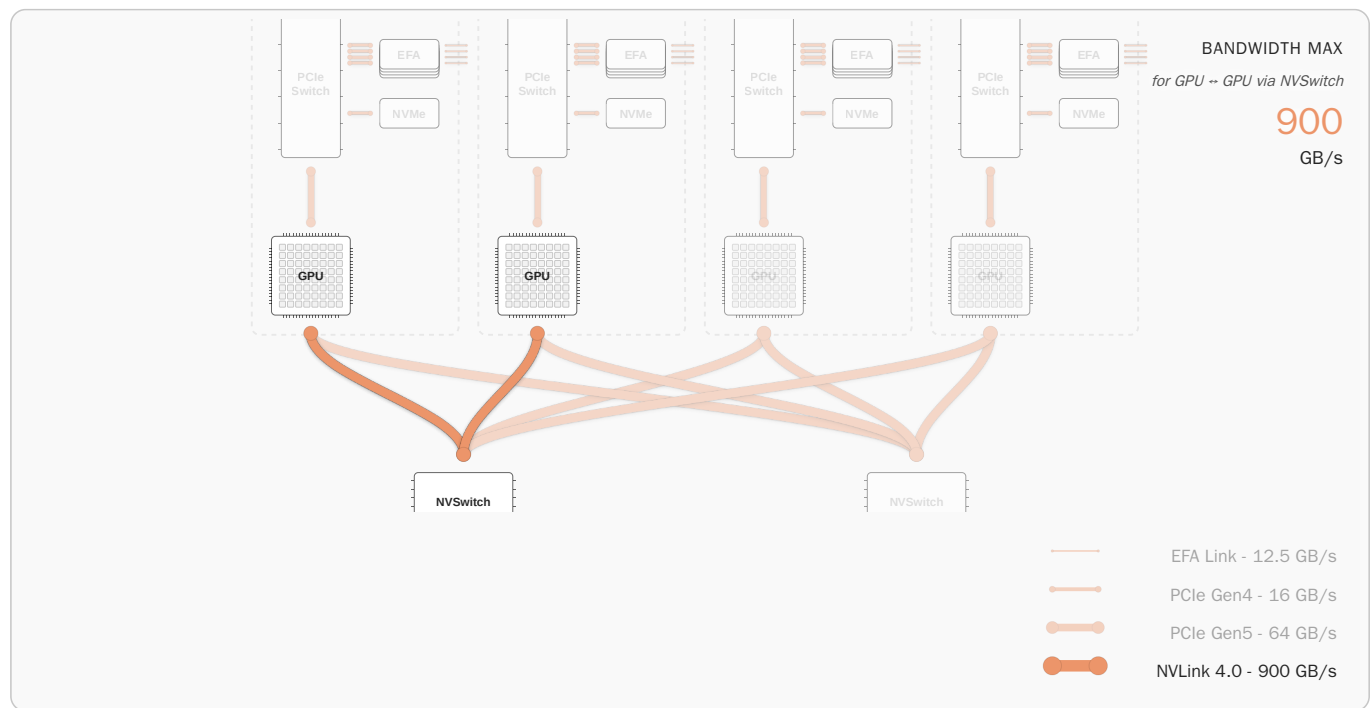 EFA
EFA
EFA
EFA
BANDWIDTH MAX
PCIe
Switch
PCIe
Switch
PCIe
Switch
PCIe
Switch
for GPU ↔ GPU via NVSwitch
NVMe
NVMe
NVMe
NVMe
900
GB/s
GPU
GPU
GPU
GPU
NVSwitch
NVSwitch
EFA Link - 12.5 GB/s
PCIe Gen4 - 16 GB/s
PCIe Gen5 - 64 GB/s
NVLink 4.0 - 900 GB/s